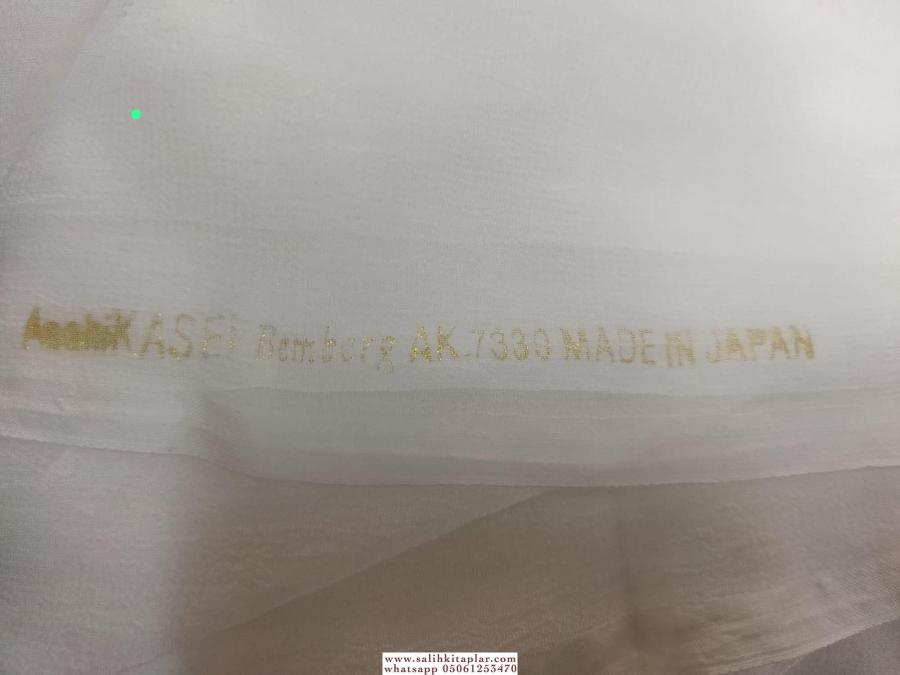 AsahiKASEI Bemberg AK.7330 MADE IN JAPAN
www.salihkitaplar.com
whatsapp 05061253470